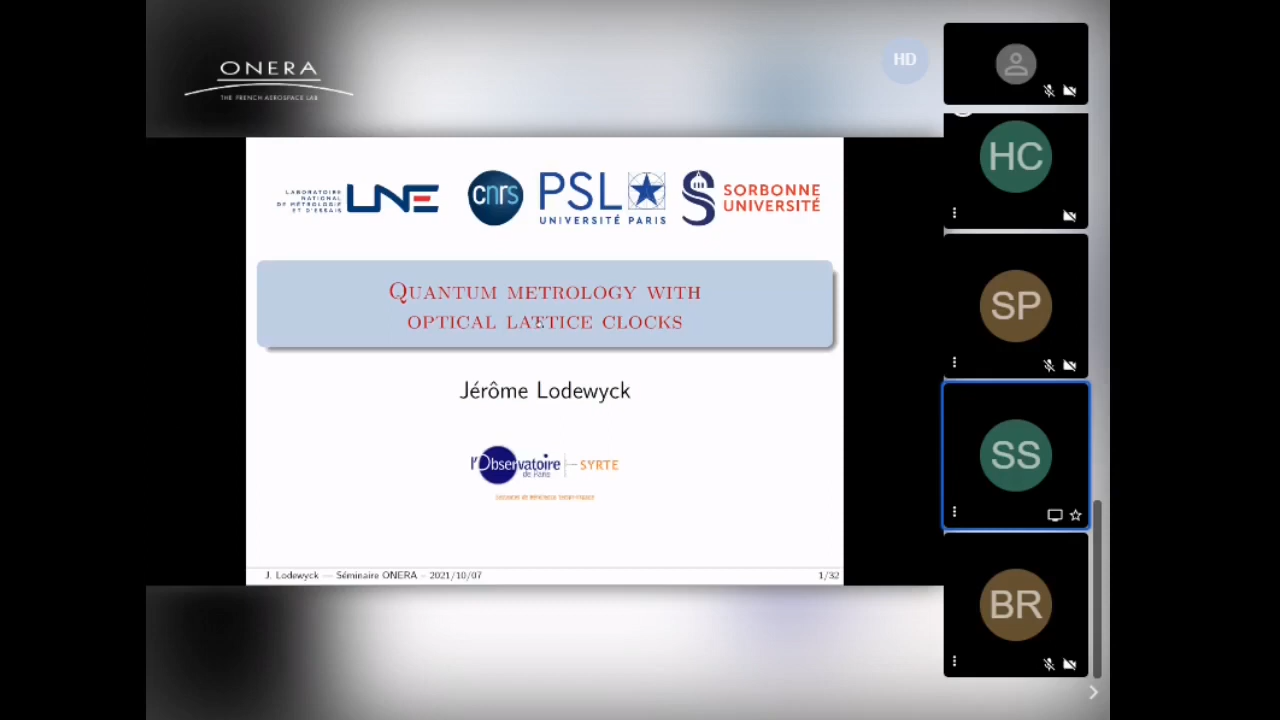 ONERA
THE FRENCH AEROSPACE LAB
HD
HC
SP
SS
BR
LABORATOIRE
NATIONAL
DE MÉTROLOGIE
ET D'ESSAIS
LNE
cnrs
PSL
UNIVERSITÉ PARIS
S
SORBONNE
UNIVERSITÉ
QUANTUM METROLOGY WITH
OPTICAL LATTICE CLOCKS
Jérôme Lodewyck
l'Observatoire
de Paris
SYRTE
J. Lodewyck — Séminaire ONERA - 2021/10/07
1/32